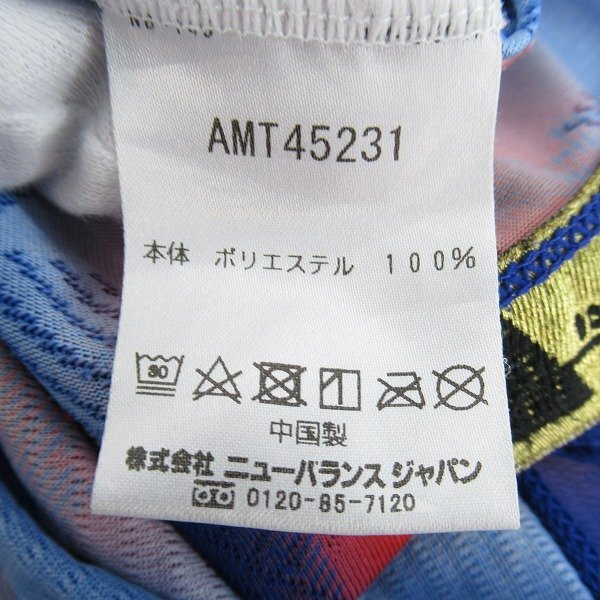 AMT45231
本体 ポリエステル 100%
30
中国製
株式会社 ニューバランスジャパン
0120-85-7120